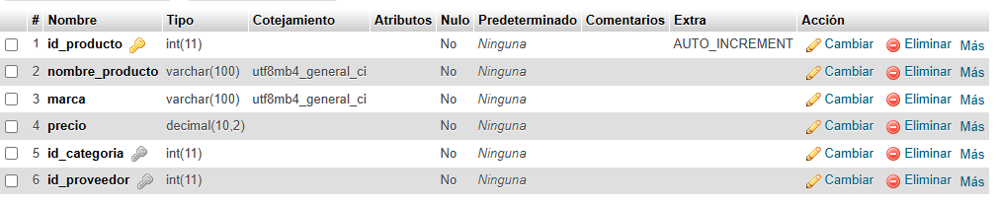 # Nombre Tipo Cotejamiento Atributos Nulo Predeterminado Comentarios Extra Acción
1 id_producto int(11) No Ninguna AUTO_INCREMENT Cambiar Eliminar Más
2 nombre_producto varchar(100) utf8mb4_general_ci No Ninguna Cambiar Eliminar Más
3 marca varchar(100) utf8mb4_general_ci No Ninguna Cambiar Eliminar Más
4 precio decimal(10,2) No Ninguna Cambiar Eliminar Más
5 id_categoria int(11) No Ninguna Cambiar Eliminar Más
6 id_proveedor int(11) No Ninguna Cambiar Eliminar Más